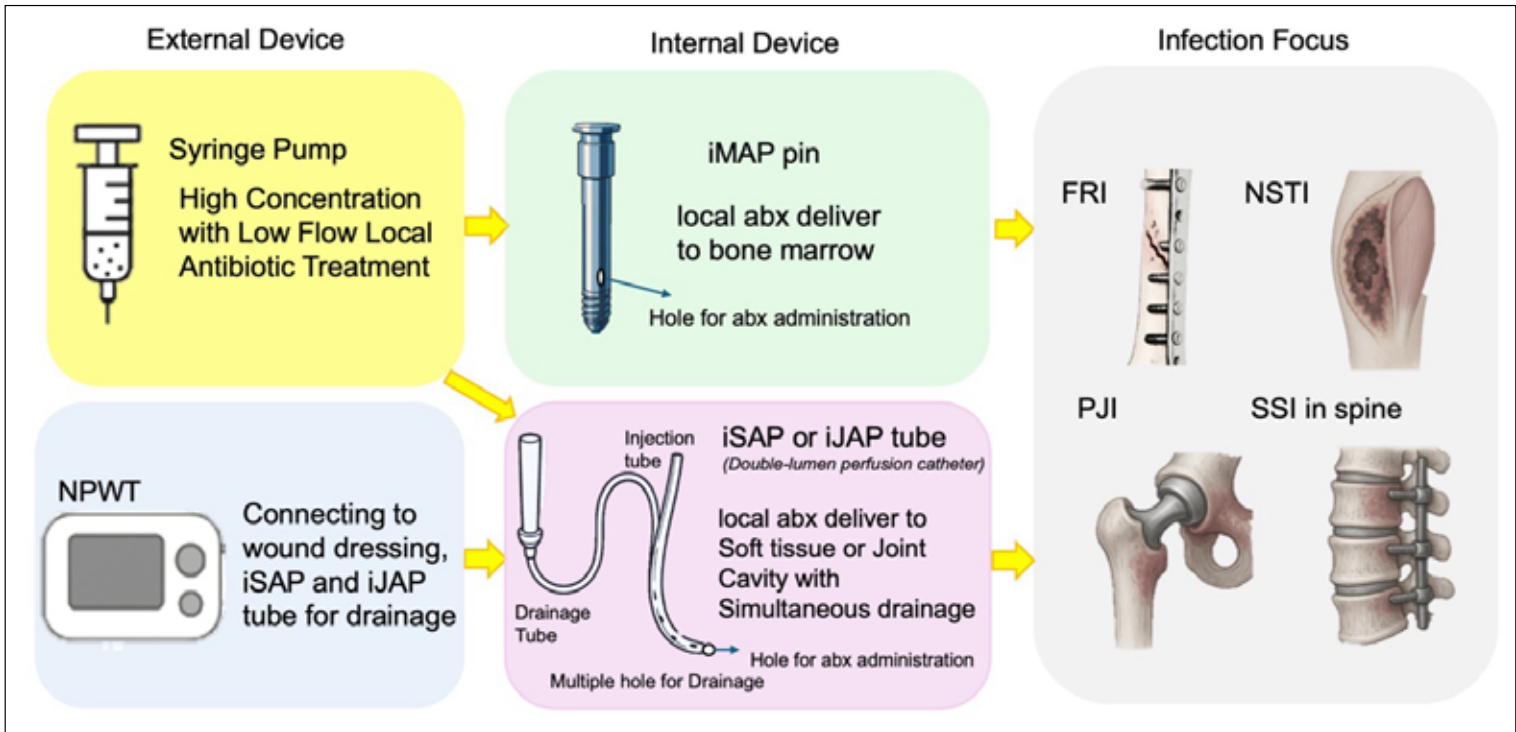 External Device
Internal Device
Infection Focus
Syringe Pump
High Concentration
with Low Flow Local
Antibiotic Treatment
iMAP pin
local abx deliver
to bone marrow
Hole for abx administration
FRI
NSTI
PJI
SSI in spine
NPWT
Connecting to
wound dressing,
iSAP and iJAP
tube for drainage
Injection
tube
iSAP or iJAP tube
(Double-lumen perfusion catheter)
local abx deliver to
Soft tissue or Joint
Cavity with
Simultaneous drainage
Drainage
Tube
Hole for abx administration
Multiple hole for Drainage